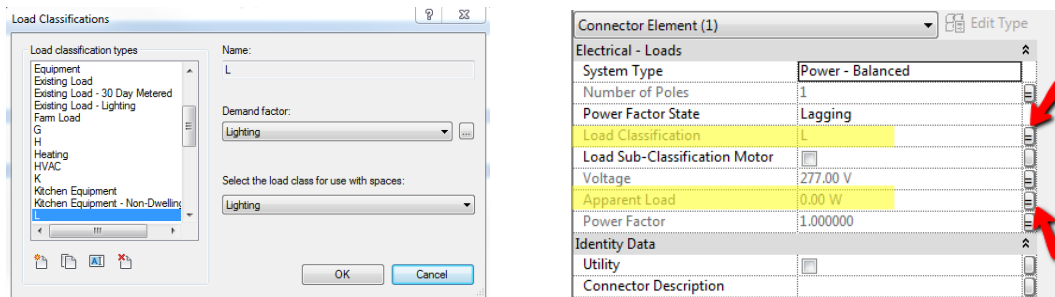 Load Classifications
Load classification types
Equipment
Existing Load
Existing Load - 30 Day Metered
Existing Load - Lighting
Farm Load
G
H
Heating
HVAC
K
Kitchen Equipment
Kitchen Equipment - Non-Dwelling
L
Name:
L
Demand factor:
Lighting
...
Select the load class for use with spaces:
Lighting
OK Cancel
Connector Element (1) Edit Type
Electrical - Loads
System Type Power - Balanced
Number of Poles 1
Power Factor State Lagging
Load Classification L
Load Sub-Classification Motor
Voltage 277.00 V
Apparent Load 0.00 W
Power Factor 1.000000
Identity Data
Utility
Connector Description